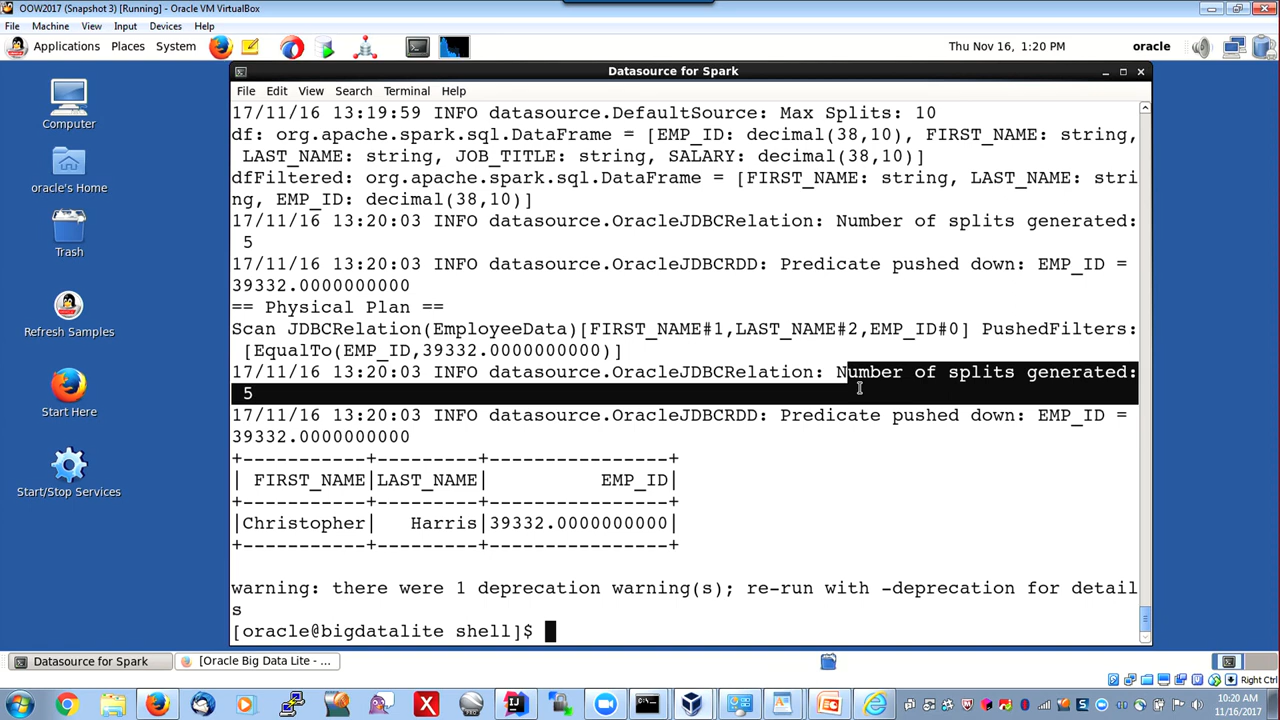 OOW2017 (Snapshot 3) [Running] - Oracle VM VirtualBox
File Machine View Input Devices Help
Applications Places System Thu Nov 16, 1:20 PM oracle
Computer
oracle's Home
Trash
Refresh Samples
Start Here
Start/Stop Services
Datasource for Spark
File Edit View Search Terminal Help
17/11/16 13:19:59 INFO datasource.DefaultSource: Max Splits: 10
df: org.apache.spark.sql.DataFrame = [EMP_ID: decimal(38,10), FIRST_NAME: string,
LAST_NAME: string, JOB_TITLE: string, SALARY: decimal(38,10)]
dfFiltered: org.apache.spark.sql.DataFrame = [FIRST_NAME: string, LAST_NAME: stri
ng, EMP_ID: decimal(38,10)]
17/11/16 13:20:03 INFO datasource.OracleJDBCRelation: Number of splits generated:
5
17/11/16 13:20:03 INFO datasource.OracleJDBCRDD: Predicate pushed down: EMP_ID =
39332.0000000000
== Physical Plan ==
Scan JDBCRelation(EmployeeData)[FIRST_NAME#1,LAST_NAME#2,EMP_ID#0] PushedFilters:
[EqualTo(EMP_ID,39332.0000000000)]
17/11/16 13:20:03 INFO datasource.OracleJDBCRelation: Number of splits generated:
5
17/11/16 13:20:03 INFO datasource.OracleJDBCRDD: Predicate pushed down: EMP_ID =
39332.0000000000
+-----------+---------+----------------+
| FIRST_NAME|LAST_NAME| EMP_ID|
+-----------+---------+----------------+
|Christopher| Harris|39332.0000000000|
+-----------+---------+----------------+
warning: there were 1 deprecation warning(s); re-run with -deprecation for detail
s
[oracle@bigdatalite shell]$
Datasource for Spark [Oracle Big Data Lite - ...
Right Ctrl
10:20 AM
11/16/2017